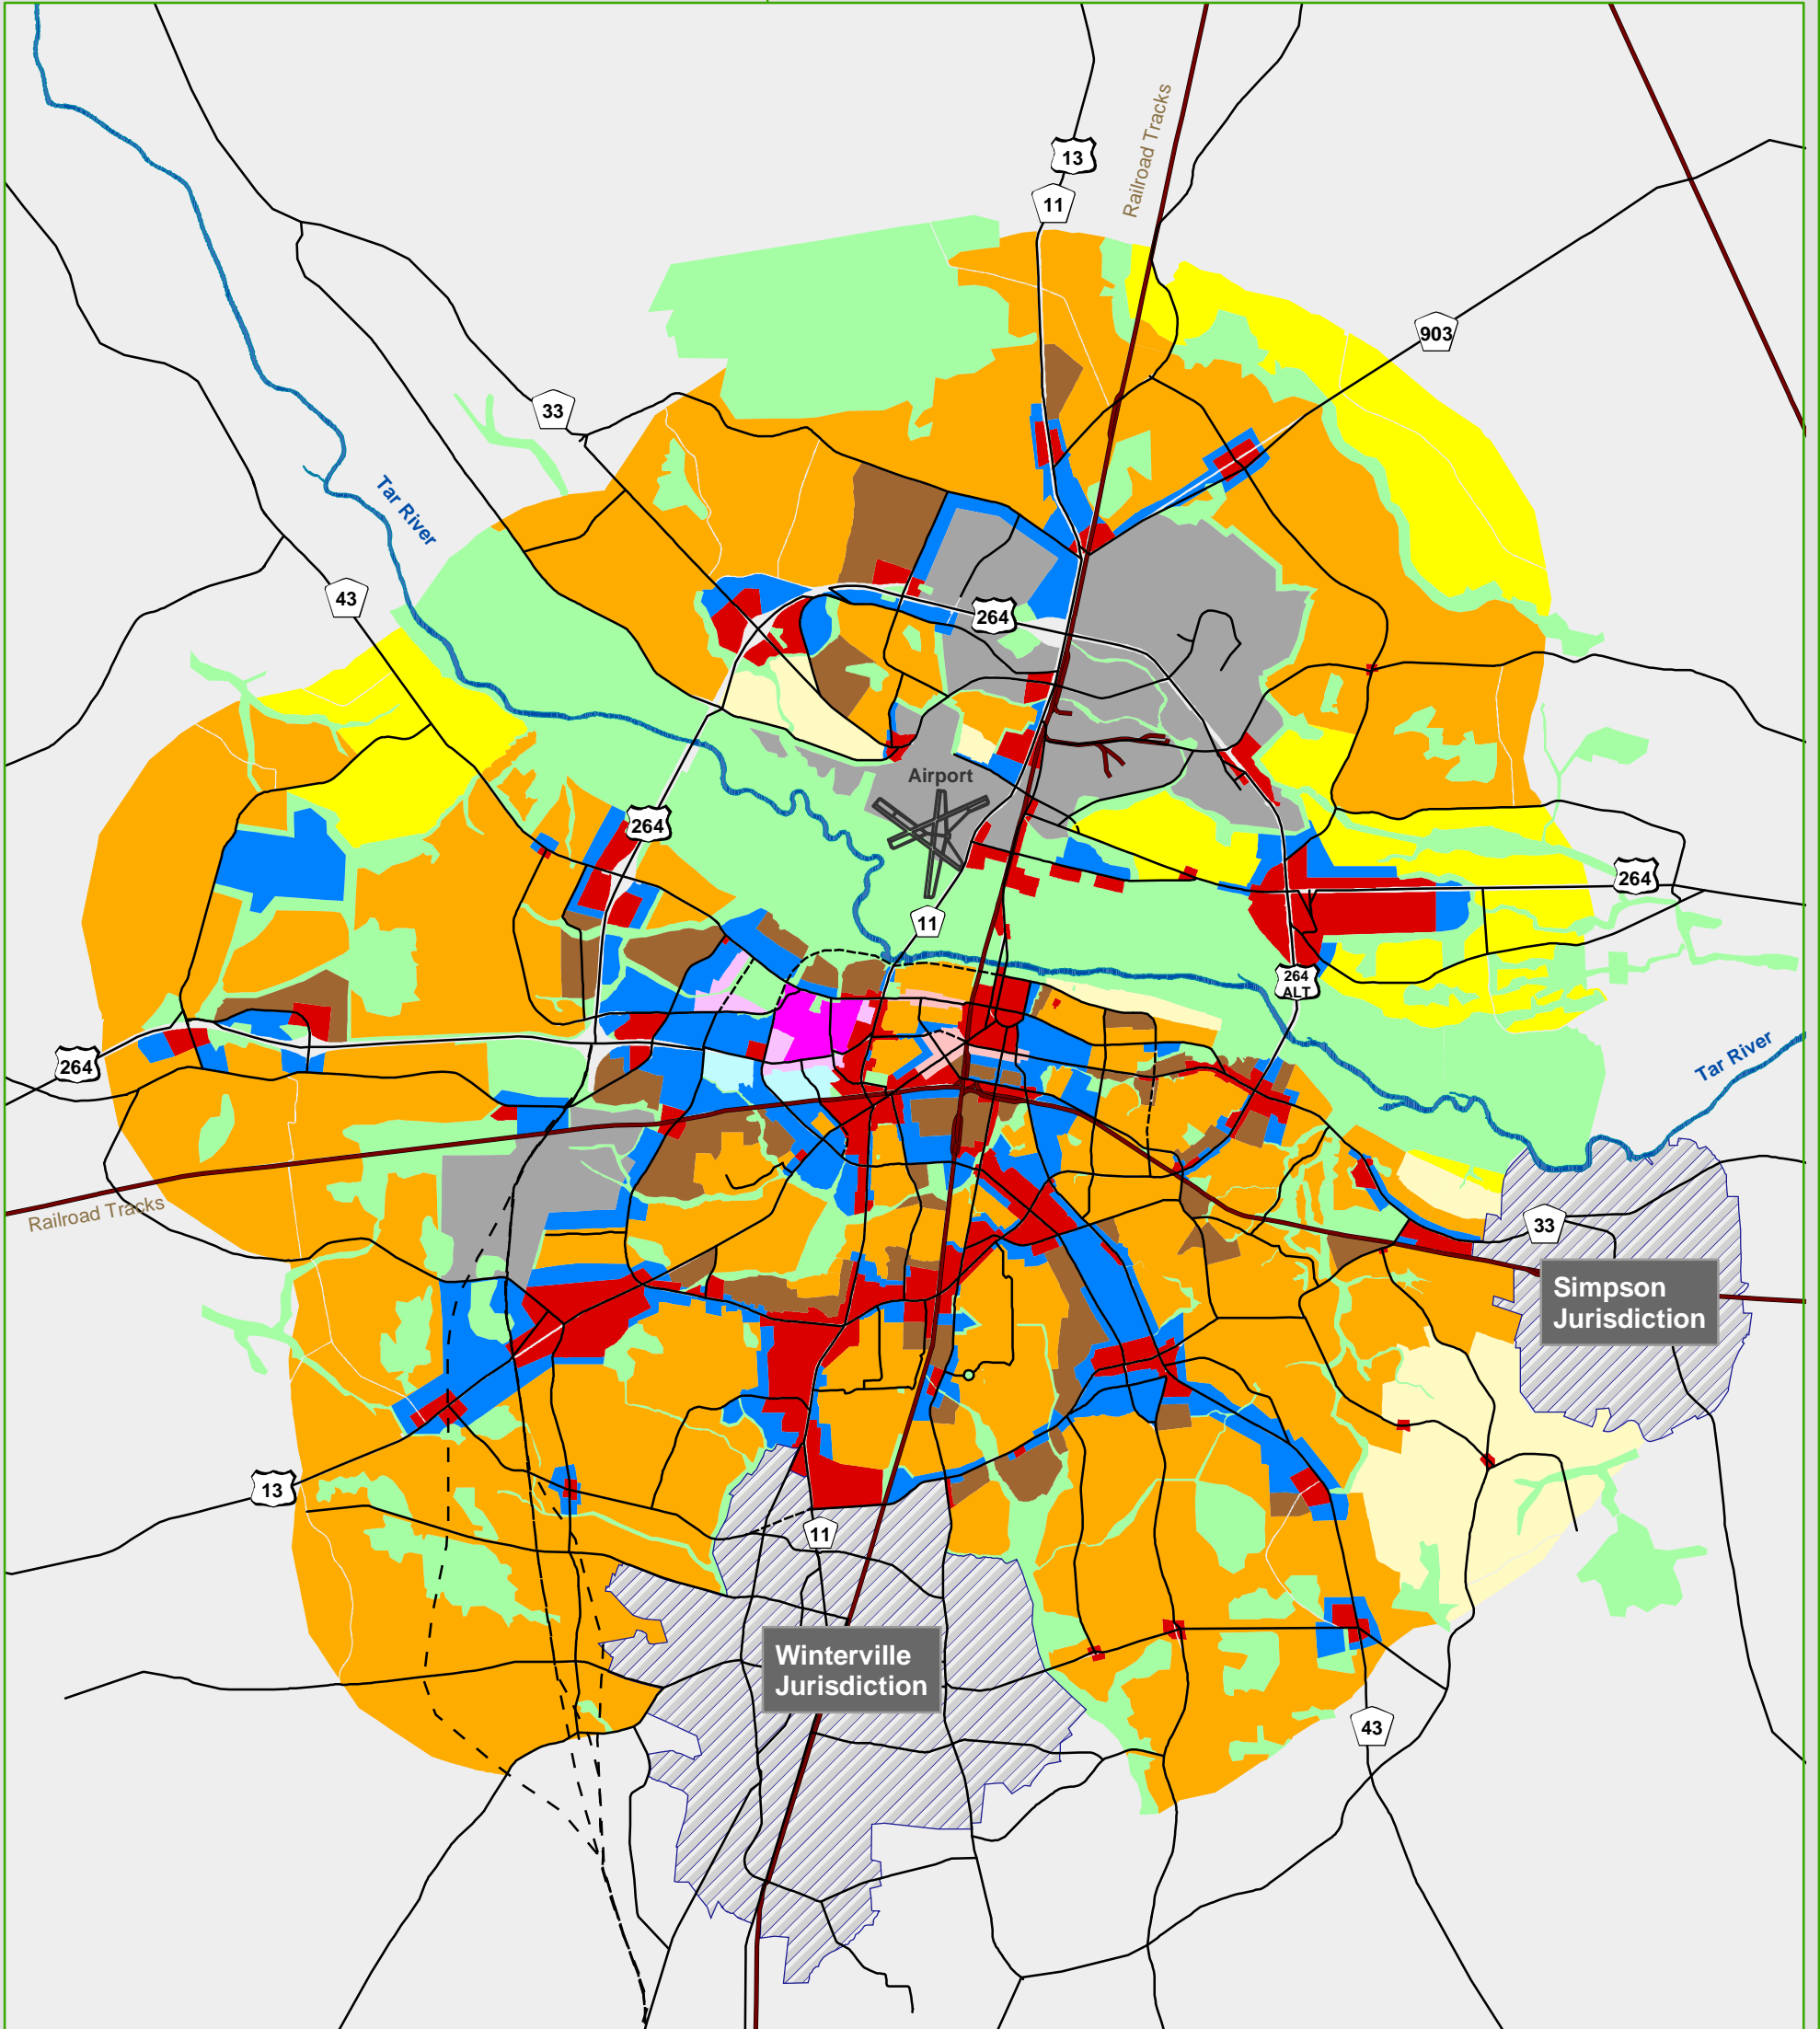 13
Railroad Tracks
11
903
33
Tar River
43
264
Airport
264
264
11
264
ALT
264
Tar River
Railroad Tracks
33
Simpson
Jurisdiction
13
11
Winterville
Jurisdiction
43